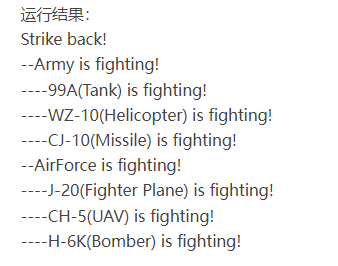 运行结果：
Strike back!
--Army is fighting!
----99A(Tank) is fighting!
----WZ-10(Helicopter) is fighting!
----CJ-10(Missile) is fighting!
--AirForce is fighting!
----J-20(Fighter Plane) is fighting!
----CH-5(UAV) is fighting!
----H-6K(Bomber) is fighting!